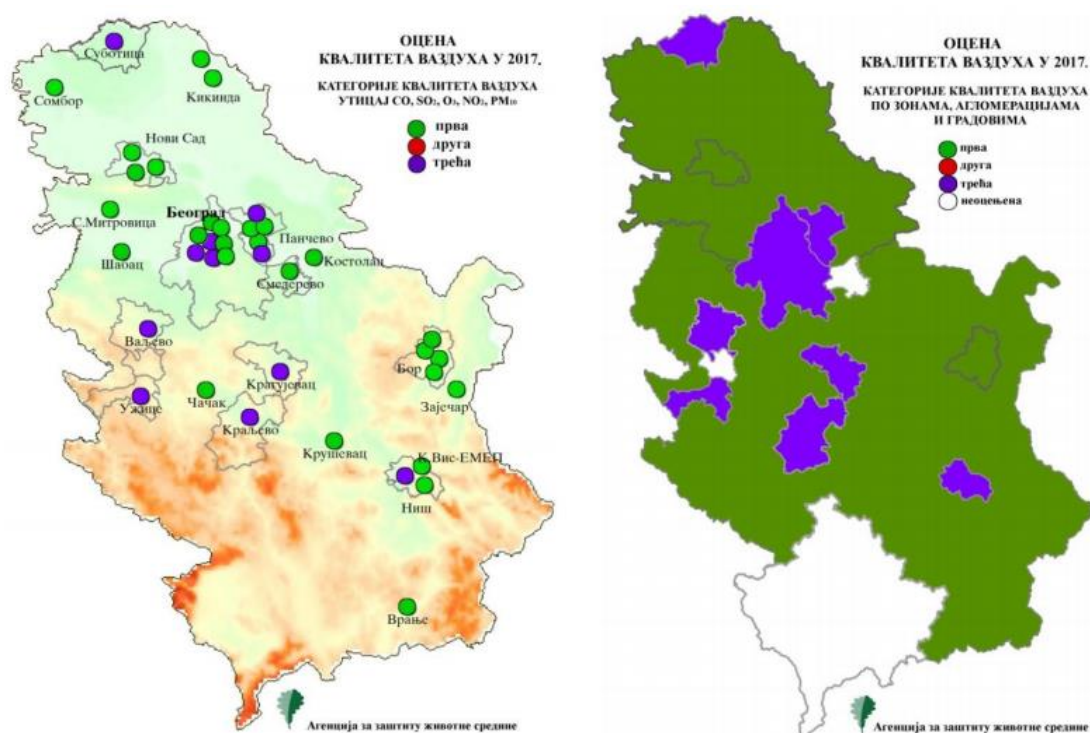 ОЦЕНА
КВАЛИТЕТА ВАЗДУХА У 2017.
КАТЕГОРИЈЕ КВАЛИТЕТА ВАЗДУХА
УТИЦАЈ CO, SO₂, O₃, NO₂, PM₁₀
прва
друга
трећа
Суботица
Сомбор
Кикинда
Нови Сад
С.Митровица
Београд
Панчево
Шабац
Костолац
Смедерево
Ваљево
Бор
Крагујевац
Ужице
Чачак
Зајечар
Краљево
Крушевац
К.Вис-ЕМЕП
Ниш
Врање
Агенција за заштиту животне средине
ОЦЕНА
КВАЛИТЕТА ВАЗДУХА У 2017.
КАТЕГОРИЈЕ КВАЛИТЕТА ВАЗДУХА
ПО ЗОНАМА, АГЛОМЕРАЦИЈАМА
И ГРАДОВИМА
прва
друга
трећа
неоцењена
Агенција за заштиту животне средине